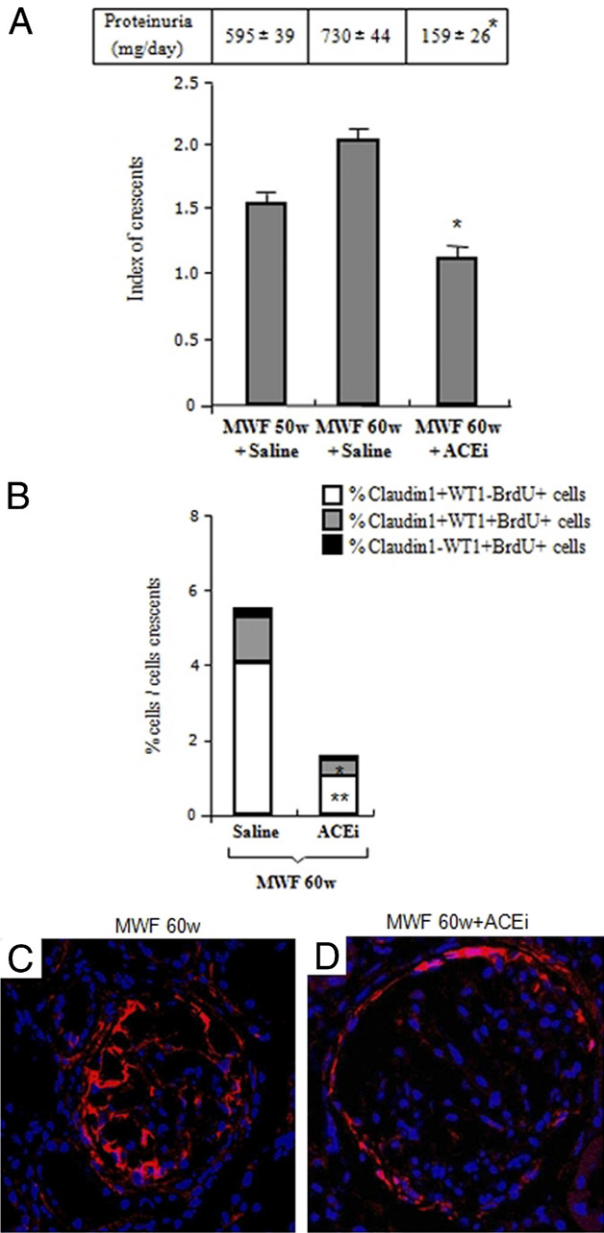 A
Proteinuria (mg/day) 595 ± 39 730 ± 44 159 ± 26*
2.5
2.0
1.5
1.0
0.5
0
Index of crescents
*
MWF 50w + Saline
MWF 60w + Saline
MWF 60w + ACEi
B
%Claudin1+WT1-BrdU+ cells
%Claudin1+WT1+BrdU+ cells
%Claudin1-WT1+BrdU+ cells
8
6
4
2
0
% cells / cells crescents
*
**
Saline ACEi
MWF 60w
MWF 60w
C
MWF 60w+ACEi
D